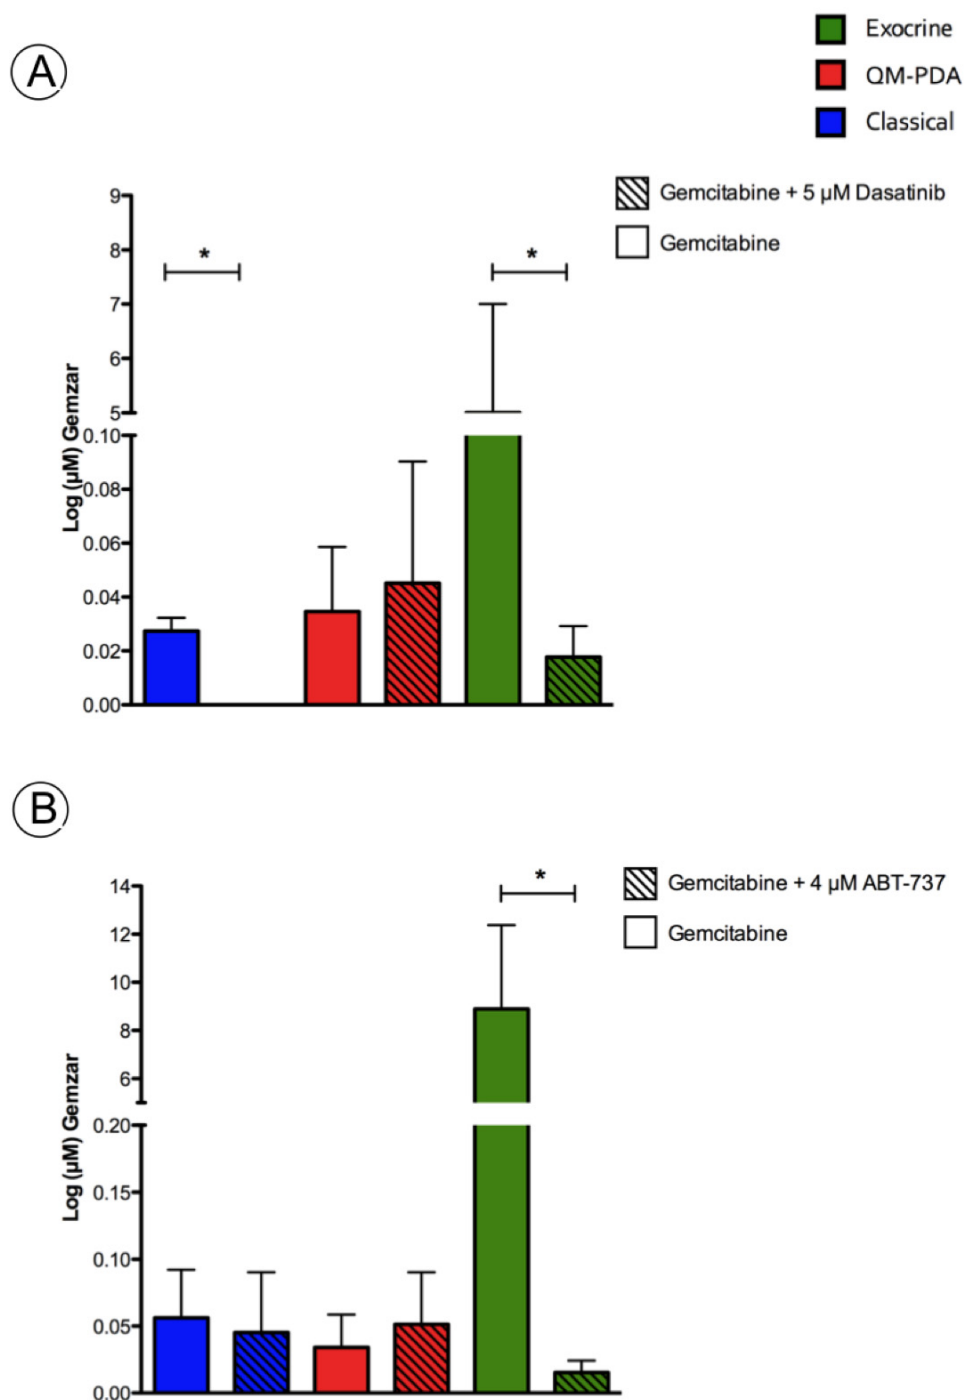 Exocrine
QM-PDA
Classical
A
Gemcitabine + 5 µM Dasatinib
Gemcitabine
Log (µM) Gemzar
9
8
7
6
5
0.10
0.08
0.06
0.04
0.02
0.00
*
*
B
Gemcitabine + 4 µM ABT-737
Gemcitabine
Log (µM) Gemzar
14
12
10
8
6
0.20
0.15
0.10
0.05
0.00
*